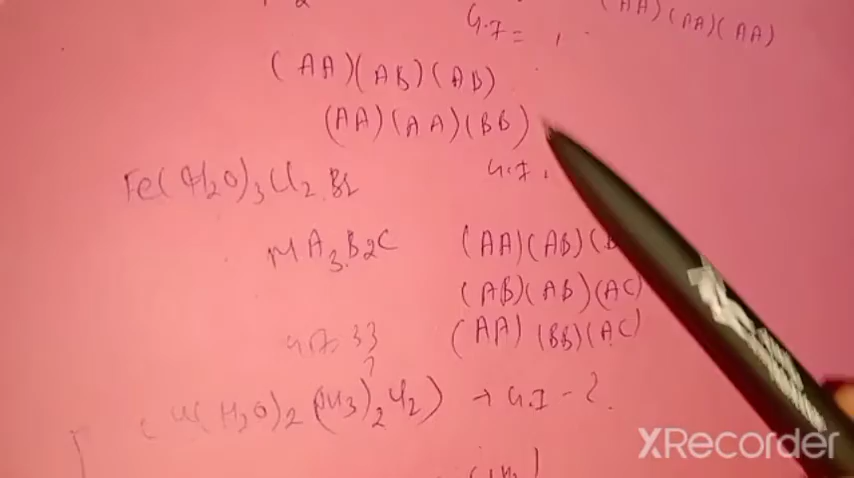 G.I =
(AA)(AA)(AA)
(AA)(AB)(AB)
(AA)(AA)(BB)
G.I.
Fe(H2O)3Cl2Br
MA3B2C
(AA)(AB)(B
(AB)(AB)(AC)
(AA)(BB)(AC)
G.I 3
(H2O)2(NH3)2Cl2) → G.I - 2.
XRecorder